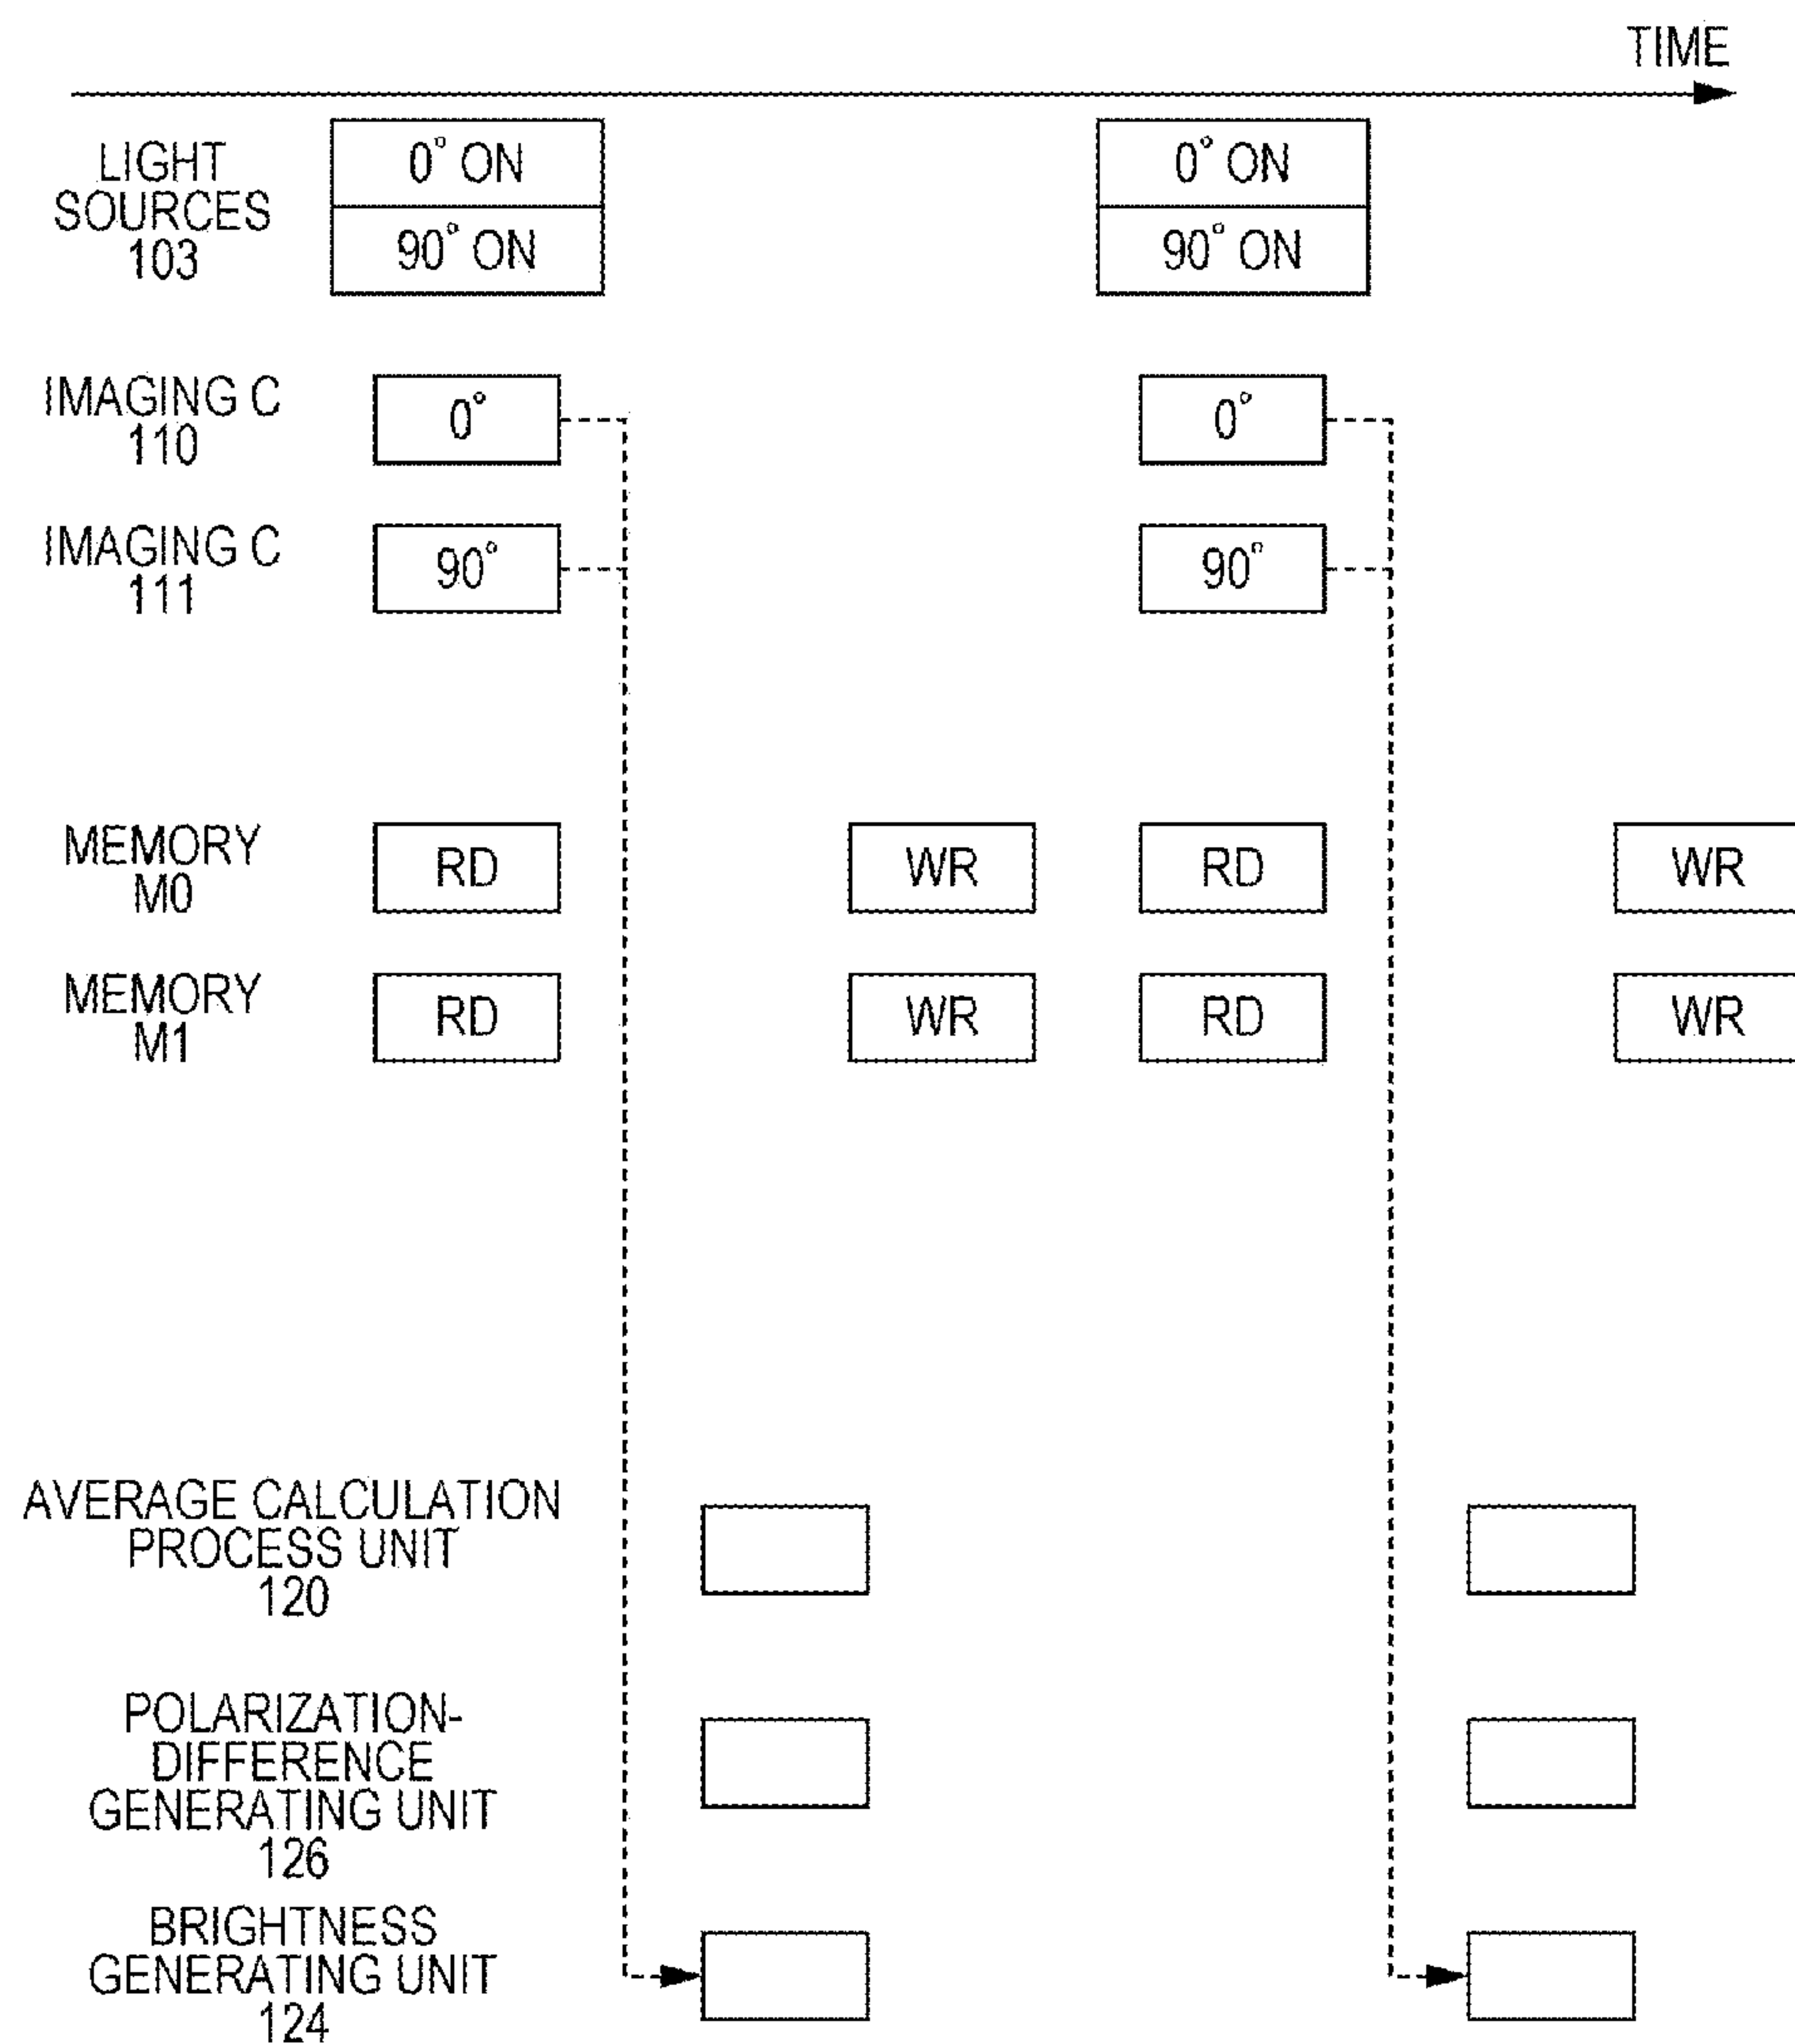 TIME
LIGHT
SOURCES
103
0° ON
90° ON
0° ON
90° ON
IMAGING C
110
0°
0°
IMAGING C
111
90°
90°
MEMORY
M0
RD
WR
RD
WR
MEMORY
M1
RD
WR
RD
WR
AVERAGE CALCULATION
PROCESS UNIT
120
POLARIZATION-
DIFFERENCE
GENERATING UNIT
126
BRIGHTNESS
GENERATING UNIT
124